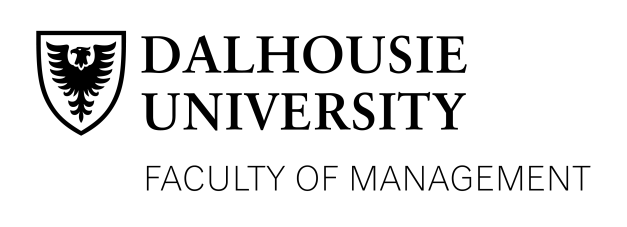 DALHOUSIE
UNIVERSITY
FACULTY OF MANAGEMENT